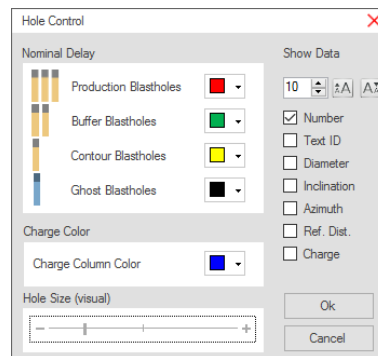 Hole Control
Nominal Delay
Production Blastholes
Buffer Blastholes
Contour Blastholes
Ghost Blastholes
Charge Color
Charge Column Color
Hole Size (visual)
Show Data
10
A A
Number
Text ID
Diameter
Inclination
Azimuth
Ref. Dist.
Charge
Ok
Cancel